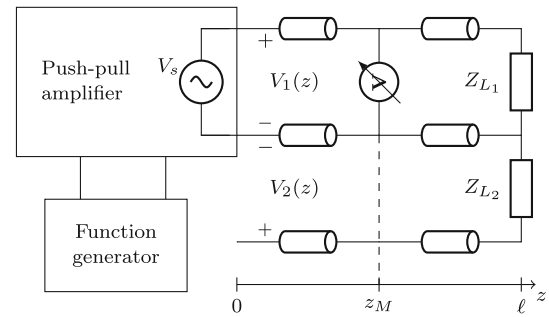 Push-pull
amplifier
V_s
+
V_1(z)
V
Z_{L_1}
−
−
V_2(z)
Z_{L_2}
+
Function
generator
0
z_M
ℓ
z